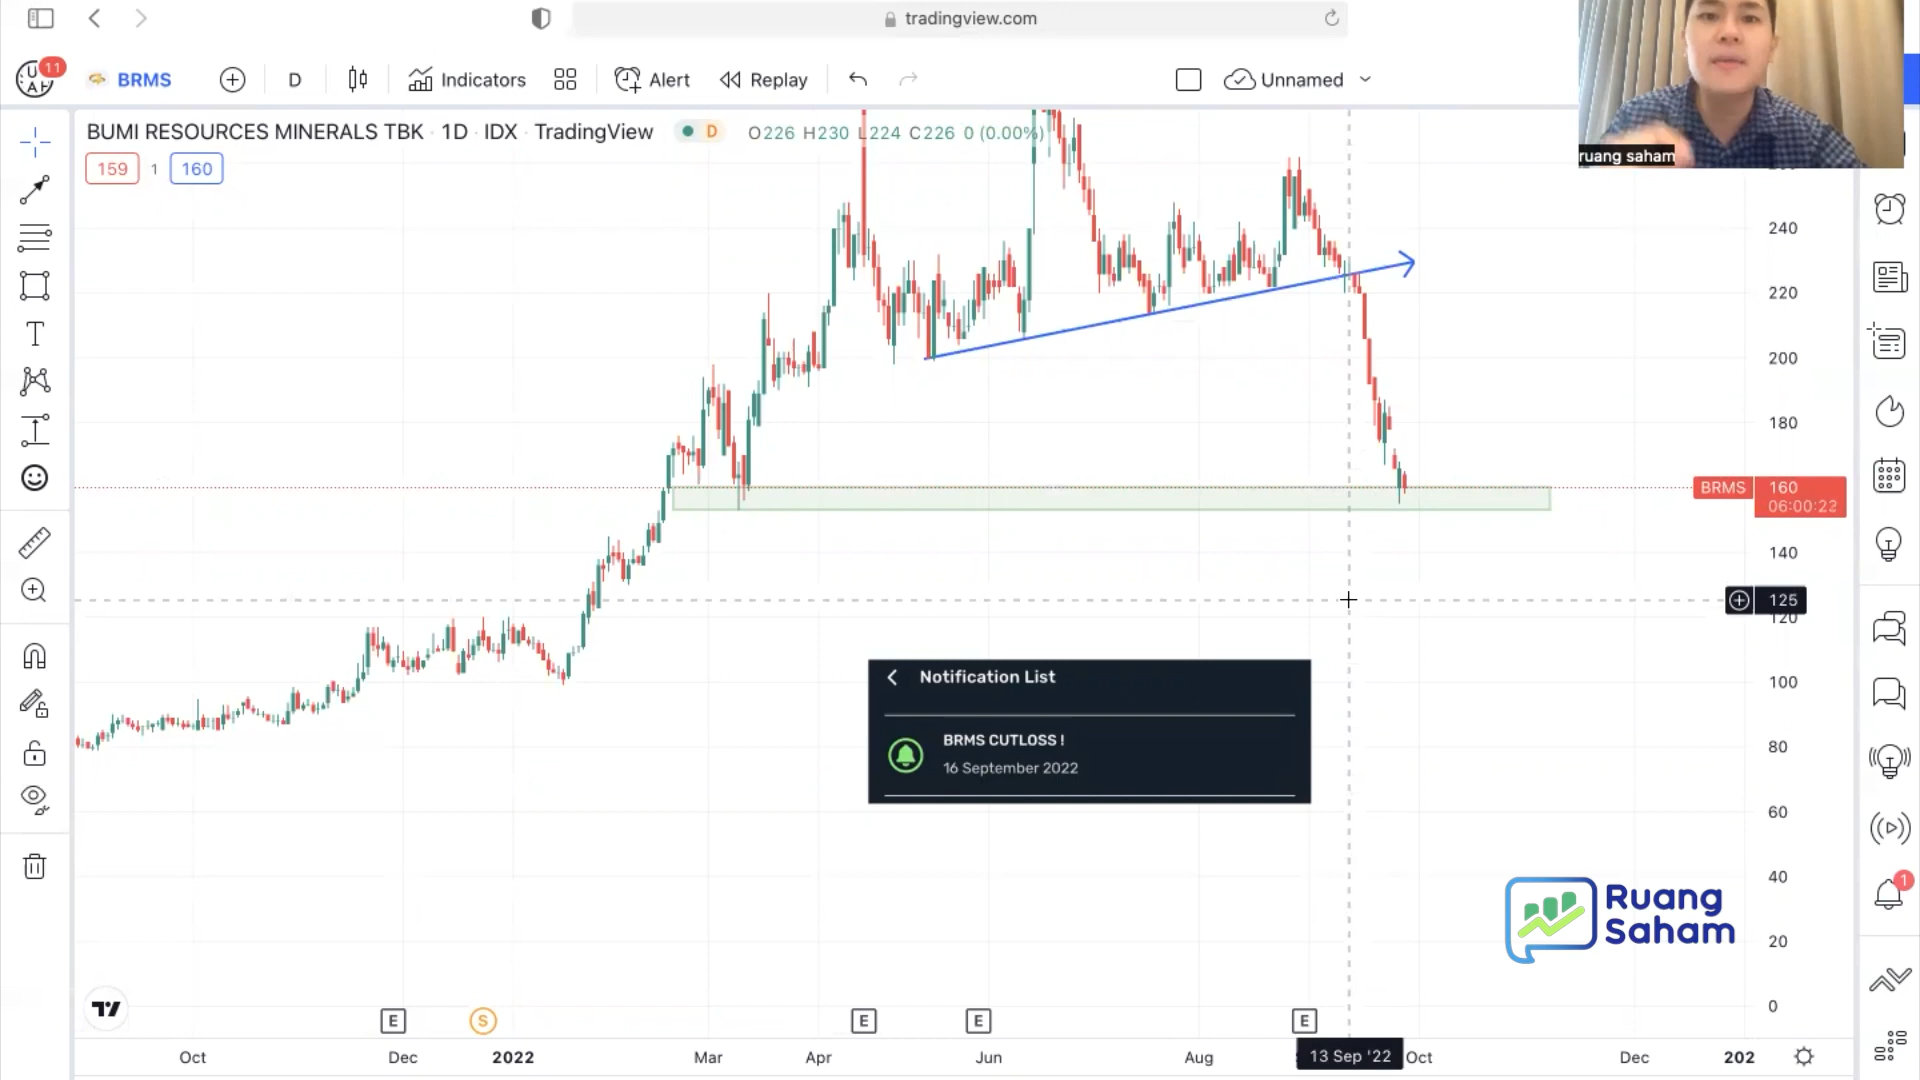 tradingview.com
11
BRMS
D
Indicators
Alert
Replay
Unnamed
ruang saham
BUMI RESOURCES MINERALS TBK · 1D · IDX · TradingView
D
O226 H230 L224 C226 0 (0.00%)
159 1 160
240
220
200
180
BRMS 160
06:00:22
140
125
120
100
80
60
40
20
0
Notification List
BRMS CUTLOSS !
16 September 2022
Ruang
Saham
1
E S E E E
Oct Dec 2022 Mar Apr Jun Aug 13 Sep '22 Oct Dec 202